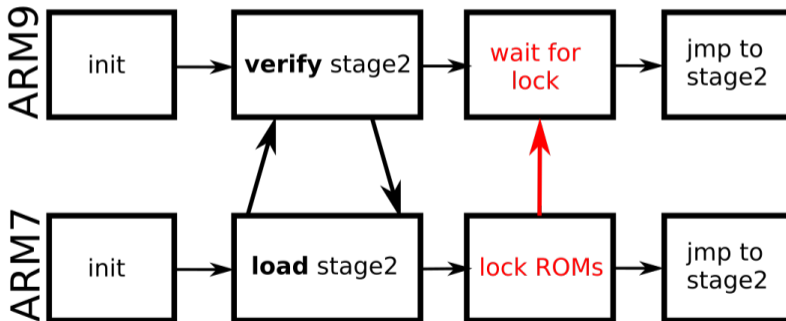 ARM9
init
verify stage2
wait for
lock
jmp to
stage2
ARM7
init
load stage2
lock ROMs
jmp to
stage2